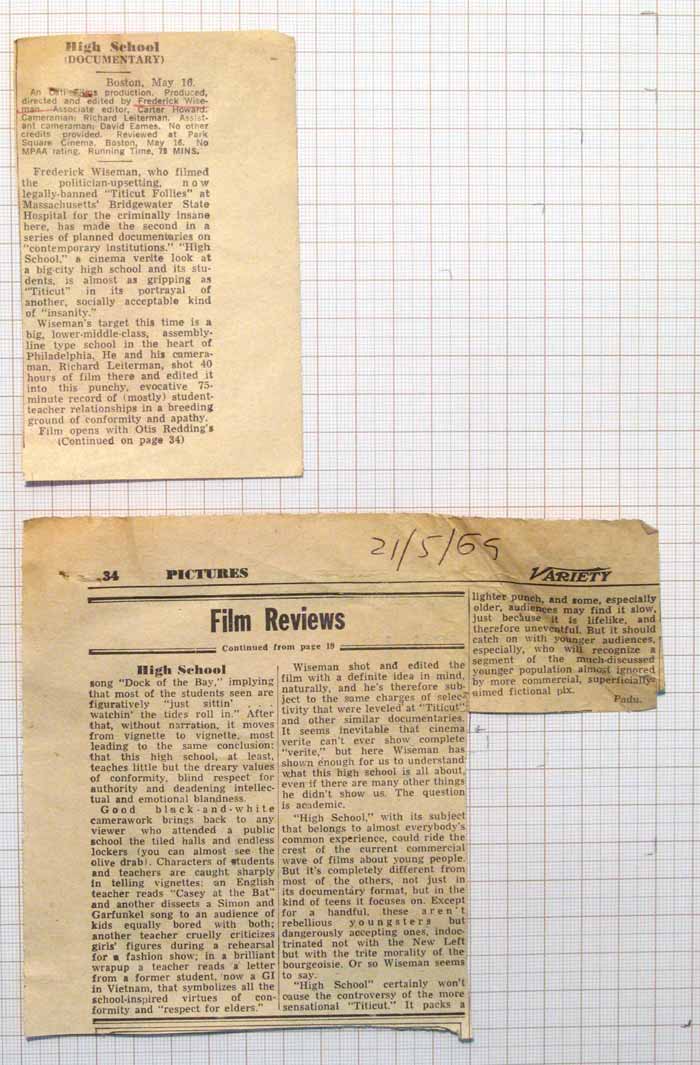 High School
(DOCUMENTARY)
Boston, May 16.
An Osti Films production. Produced,
directed and edited by Frederick Wise-
man. Associate editor, Carter Howard.
Cameraman: Richard Leiterman. Assist-
ant cameraman: David Eames. No other
credits provided. Reviewed at Park
Square Cinema, Boston, May 16. No
MPAA rating. Running Time, 75 MINS.
Frederick Wiseman, who filmed
the politician-upsetting, now
legally-banned "Titicut Follies" at
Massachusetts' Bridgewater State
Hospital for the criminally insane
here, has made the second in a
series of planned documentaries on
"contemporary institutions." "High
School," a cinema verite look at
a big-city high school and its stu-
dents, is almost as gripping as
"Titicut" in its portrayal of
another, socially acceptable kind
of "insanity."
Wiseman's target this time is a
big, lower-middle-class, assembly-
line type school in the heart of
Philadelphia. He and his camera-
man, Richard Leiterman, shot 40
hours of film there and edited it
into this punchy, evocative 75-
minute record of (mostly) student-
teacher relationships in a breeding
ground of conformity and apathy.
Film opens with Otis Redding's
(Continued on page 34)
21/5/69
34 PICTURES VARIETY
Film Reviews
Continued from page 19
High School
song "Dock of the Bay," implying
that most of the students seen are
figuratively "just sittin' . . .
watchin' the tides roll in." After
that, without narration, it moves
from vignette to vignette, most
leading to the same conclusion:
that this high school, at least,
teaches little but the dreary values
of conformity, blind respect for
authority and deadening intellec-
tual and emotional blandness.
Good black-and-white
camerawork brings back to any
viewer who attended a public
school the tiled halls and endless
lockers (you can almost see the
olive drab). Characters of students
and teachers are caught sharply
in telling vignettes: an English
teacher reads "Casey at the Bat"
and another dissects a Simon and
Garfunkel song to an audience of
kids equally bored with both;
another teacher cruelly criticizes
girls' figures during a rehearsal
for a fashion show; in a brilliant
wrapup a teacher reads a letter
from a former student, now a GI
in Vietnam, that symbolizes all the
school-inspired virtues of con-
formity and "respect for elders."
Wiseman shot and edited the
film with a definite idea in mind,
naturally, and he's therefore sub-
ject to the same charges of selec-
tivity that were leveled at "Titicut"
and other similar documentaries.
It seems inevitable that cinema
verite can't ever show complete
"verite," but here Wiseman has
shown enough for us to understand
what this high school is all about,
even if there are many other things
he didn't show us. The question
is academic.
"High School," with its subject
that belongs to almost everybody's
common experience, could ride the
crest of the current commercial
wave of films about young people.
But it's completely different from
most of the others, not just in
its documentary format, but in the
kind of teens it focuses on. Except
for a handful, these aren't
rebellious youngsters but
dangerously accepting ones, indoc-
trinated not with the New Left
but with the trite morality of the
bourgeoisie. Or so Wiseman seems
to say.
"High School" certainly won't
cause the controversy of the more
sensational "Titicut." It packs a
lighter punch, and some, especially
older, audiences may find it slow,
just because it is lifelike, and
therefore uneventful. But it should
catch on with younger audiences,
especially, who will recognize a
segment of the much-discussed
younger population almost ignored
by more commercial, superficially-
aimed fictional pix.
Padu.